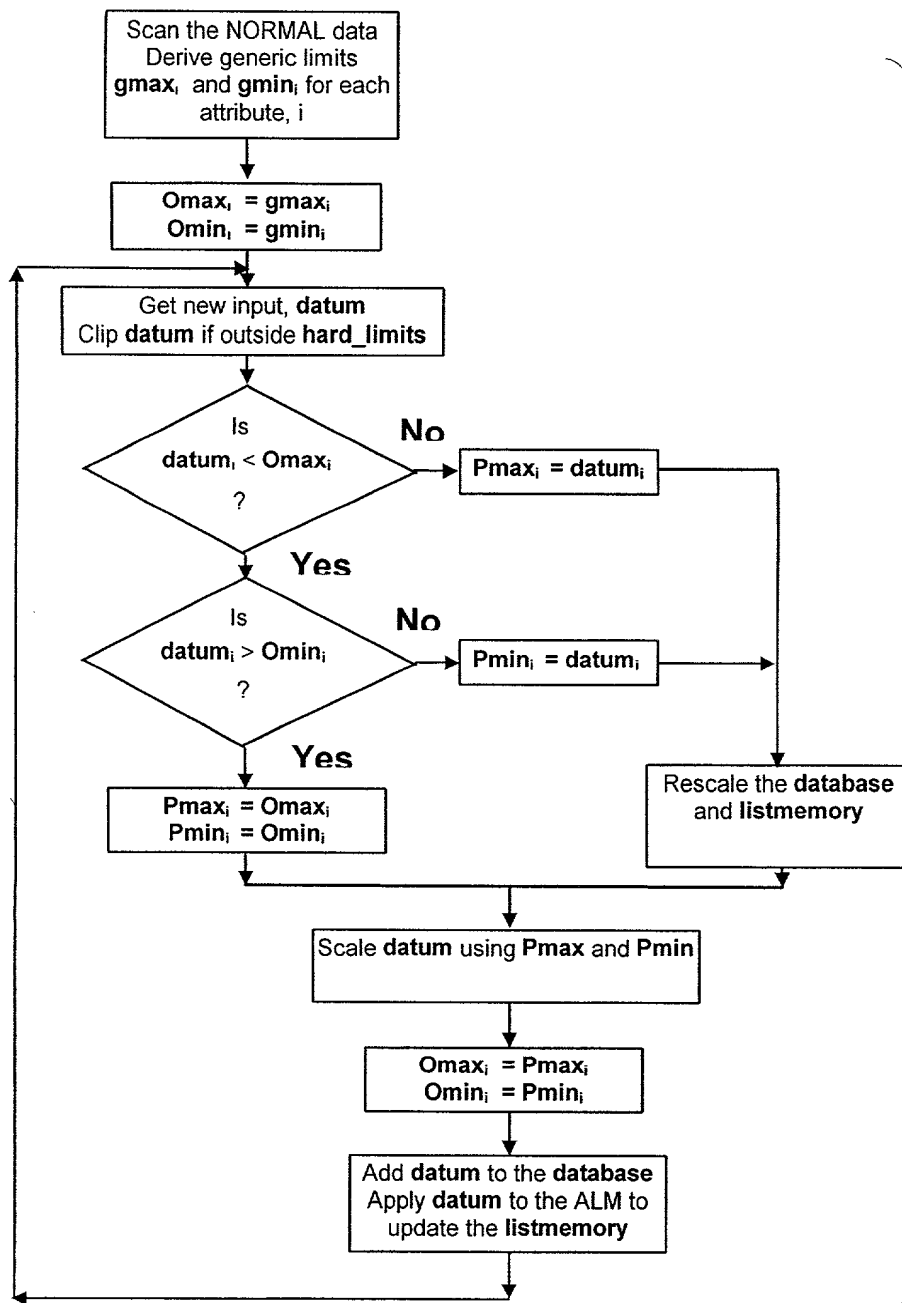 Scan the NORMAL data
Derive generic limits
gmaxᵢ and gminᵢ for each
attribute, i
Omaxᵢ = gmaxᵢ
Ominᵢ = gminᵢ
Get new input, datum
Clip datum if outside hard_limits
Is
datumᵢ < Omaxᵢ
?
No
Pmaxᵢ = datumᵢ
Yes
Is
datumᵢ > Ominᵢ
?
No
Pminᵢ = datumᵢ
Yes
Pmaxᵢ = Omaxᵢ
Pminᵢ = Ominᵢ
Rescale the database
and listmemory
Scale datum using Pmax and Pmin
Omaxᵢ = Pmaxᵢ
Ominᵢ = Pminᵢ
Add datum to the database
Apply datum to the ALM to
update the listmemory